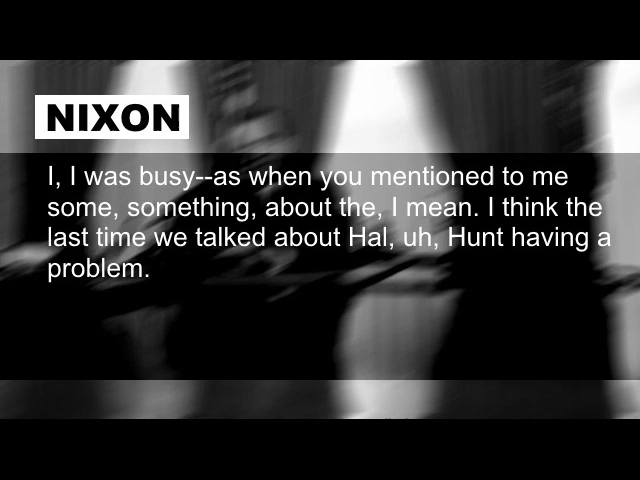 NIXON
I, I was busy--as when you mentioned to me
some, something, about the, I mean. I think the
last time we talked about Hal, uh, Hunt having a
problem.